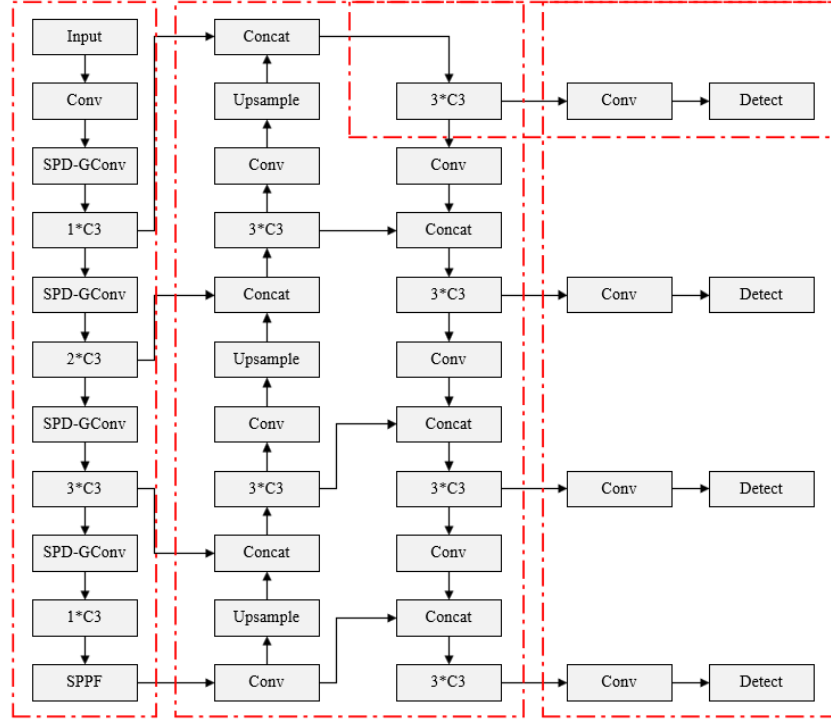 Input
Conv
SPD-GConv
1*C3
SPD-GConv
2*C3
SPD-GConv
3*C3
SPD-GConv
1*C3
SPPF
Concat
Upsample
Conv
3*C3
Concat
Upsample
Conv
3*C3
Concat
Upsample
Conv
3*C3
Conv
Concat
3*C3
Conv
Concat
3*C3
Conv
Concat
3*C3
Conv
Detect
Conv
Detect
Conv
Detect
Conv
Detect